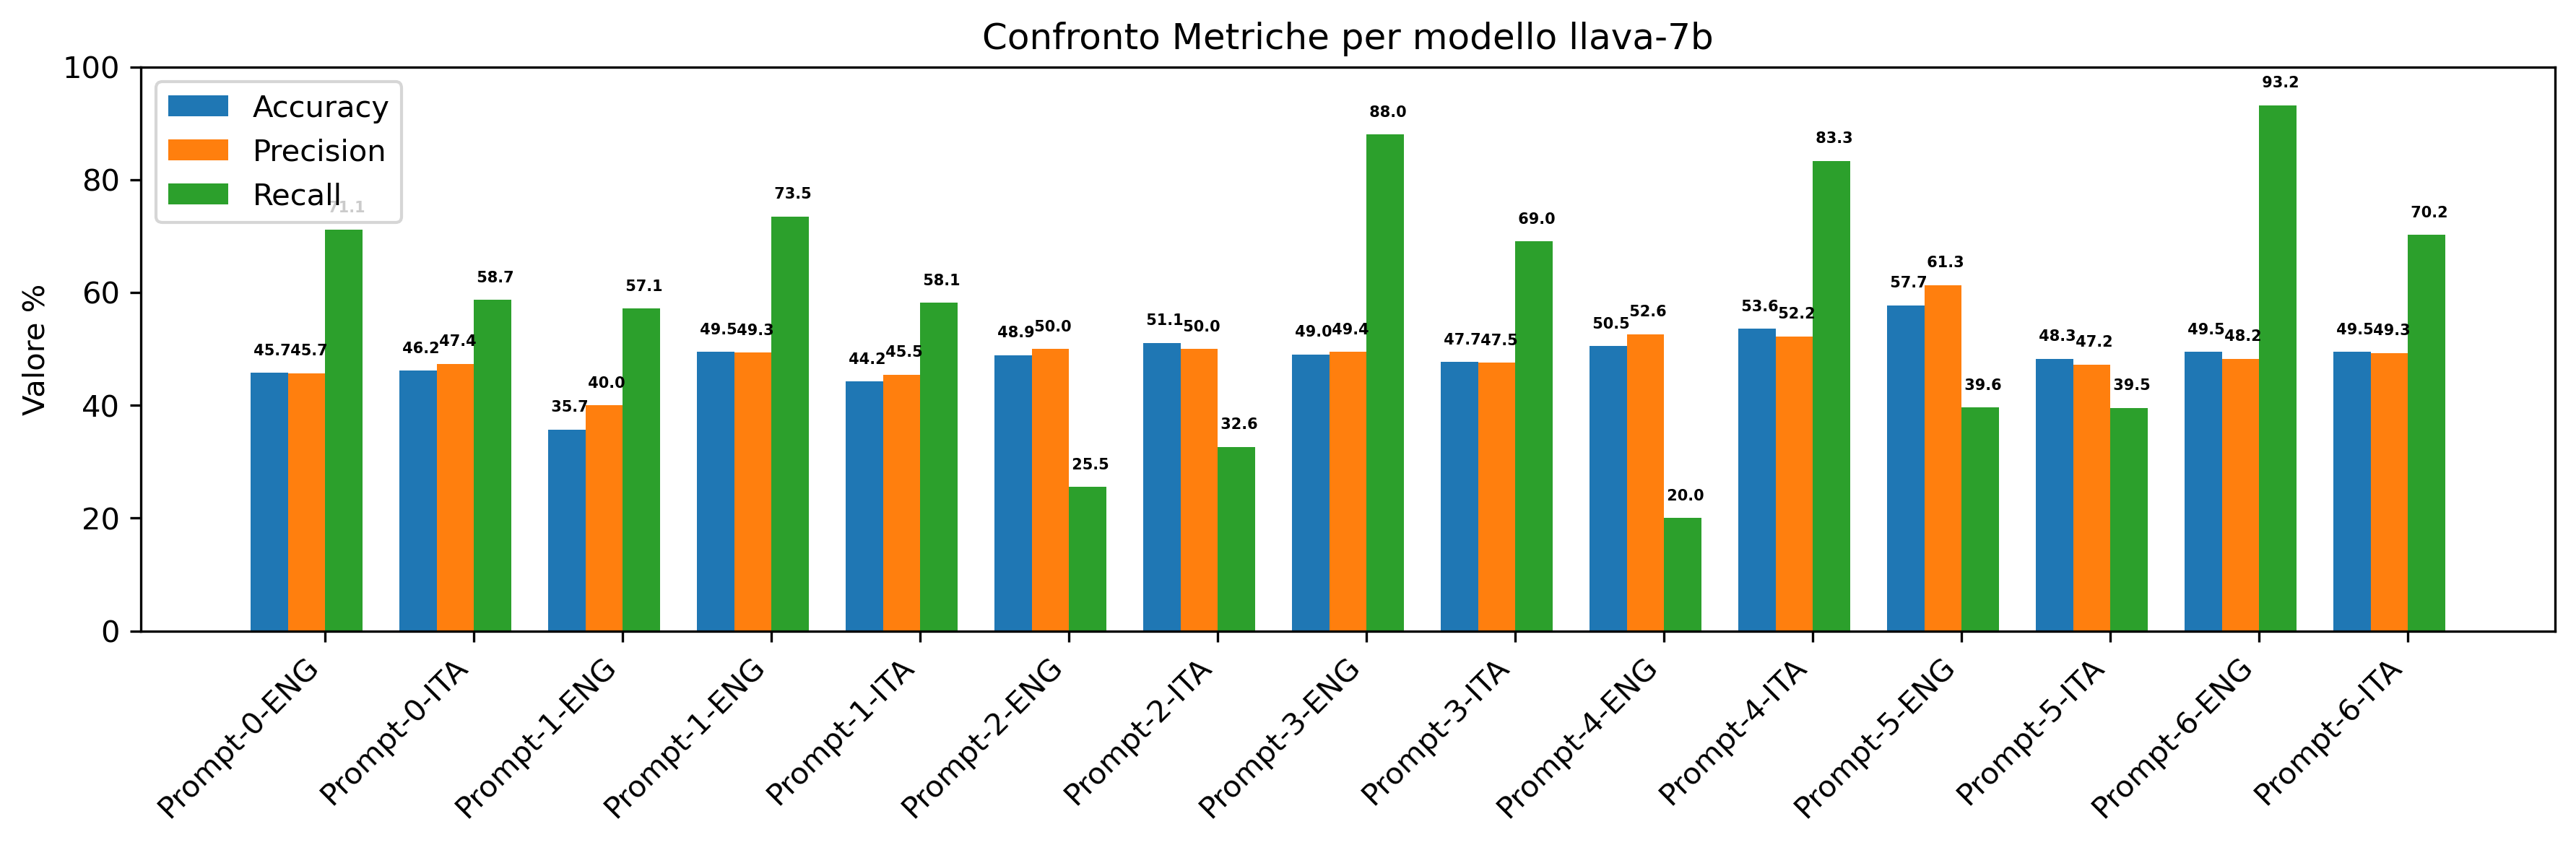 Confronto Metriche per modello llava-7b
Valore %
100
80
60
40
20
0
Accuracy
Precision
Recall
45.7 45.7 71.1
46.2 47.4 58.7
35.7 40.0 57.1
49.5 49.3 73.5
44.2 45.5 58.1
48.9 50.0 25.5
51.1 50.0 32.6
49.0 49.4 88.0
47.7 47.5 69.0
50.5 52.6 20.0
53.6 52.2 83.3
57.7 61.3 39.6
48.3 47.2 39.5
49.5 48.2 93.2
49.5 49.3 70.2
Prompt-0-ENG
Prompt-0-ITA
Prompt-1-ENG
Prompt-1-ENG
Prompt-1-ITA
Prompt-2-ENG
Prompt-2-ITA
Prompt-3-ENG
Prompt-3-ITA
Prompt-4-ENG
Prompt-4-ITA
Prompt-5-ENG
Prompt-5-ITA
Prompt-6-ENG
Prompt-6-ITA